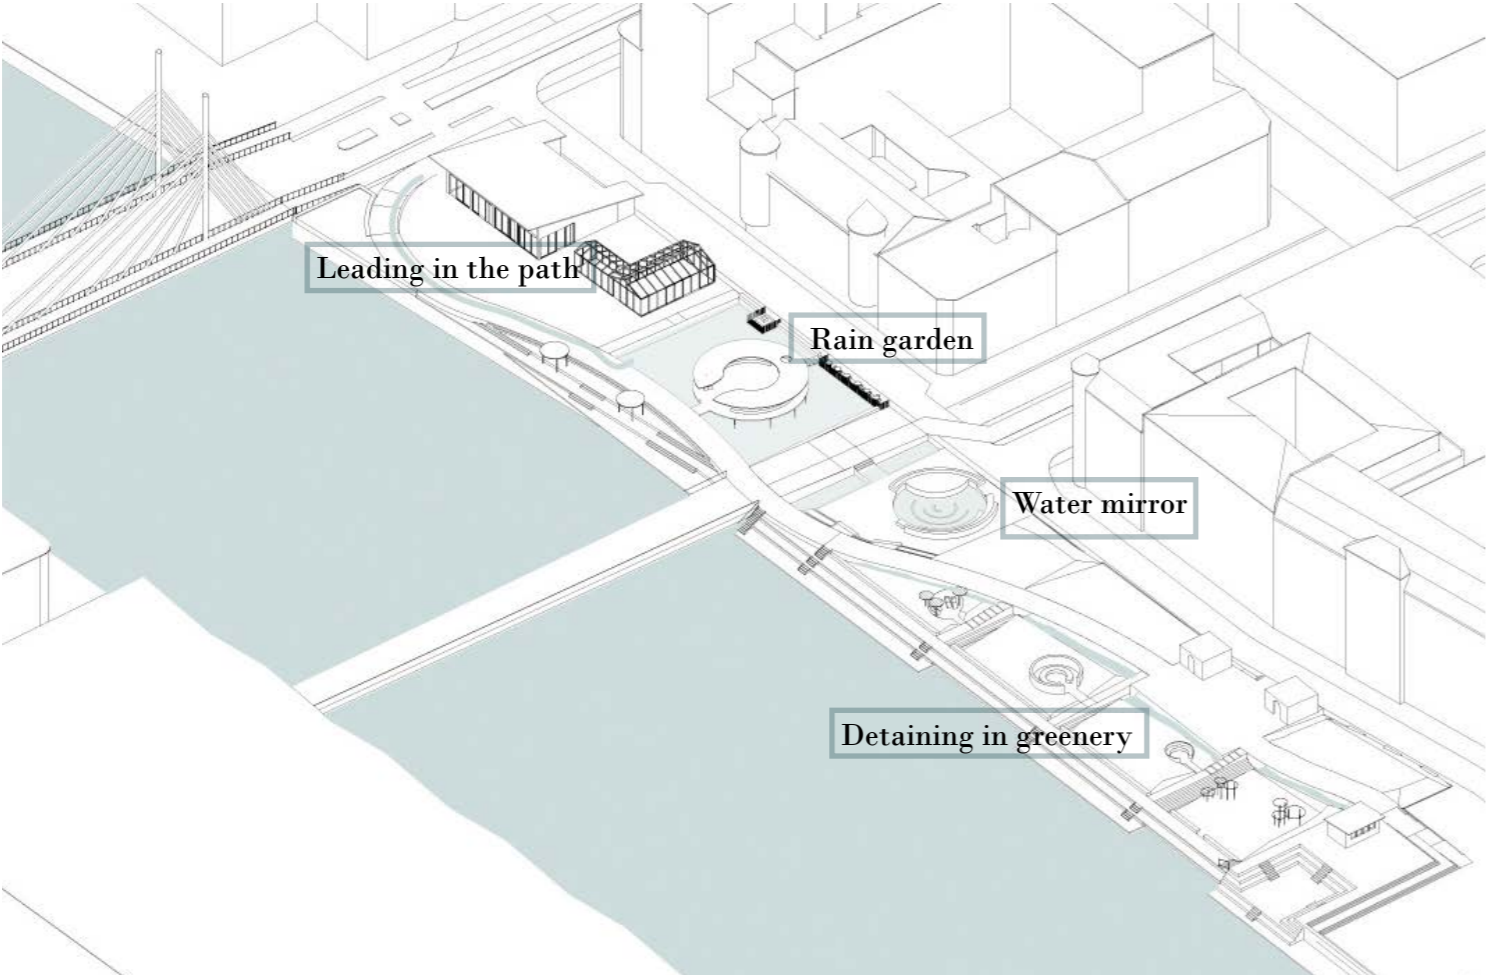 Leading in the path
Rain garden
Water mirror
Detaining in greenery